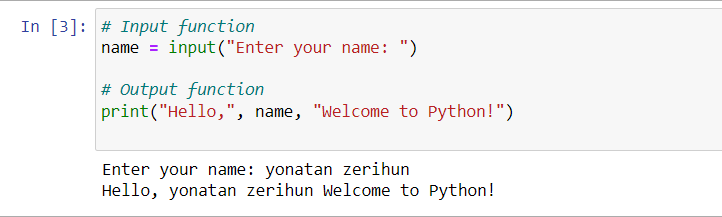 In [3]: # Input function
name = input("Enter your name: ")
# Output function
print("Hello,", name, "Welcome to Python!")
Enter your name: yonatan zerihun
Hello, yonatan zerihun Welcome to Python!